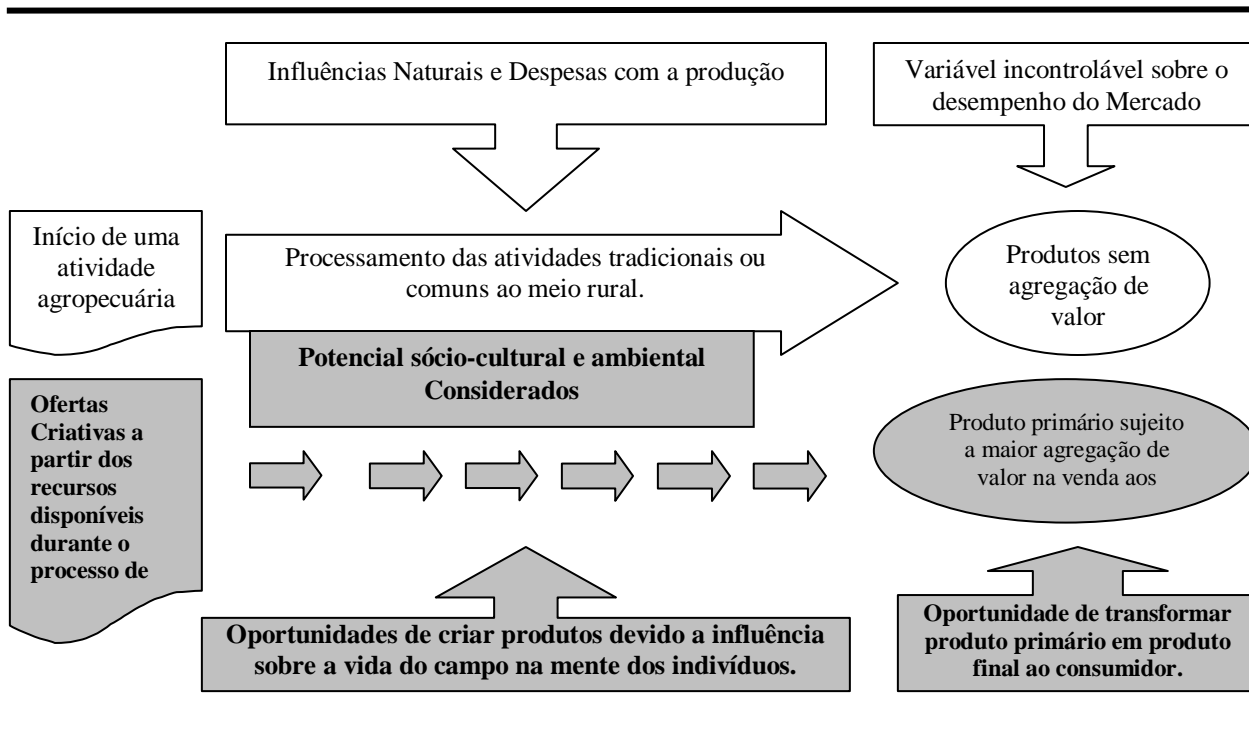 Influências Naturais e Despesas com a produção
Variável incontrolável sobre o
desempenho do Mercado
Início de uma
atividade
agropecuária
Processamento das atividades tradicionais ou
comuns ao meio rural.
Produtos sem
agregação de
valor
Potencial sócio-cultural e ambiental
Considerados
Ofertas
Criativas a
partir dos
recursos
disponíveis
durante o
processo de
Produto primário sujeito
a maior agregação de
valor na venda aos
Oportunidades de criar produtos devido a influência
sobre a vida do campo na mente dos indivíduos.
Oportunidade de transformar
produto primário em produto
final ao consumidor.